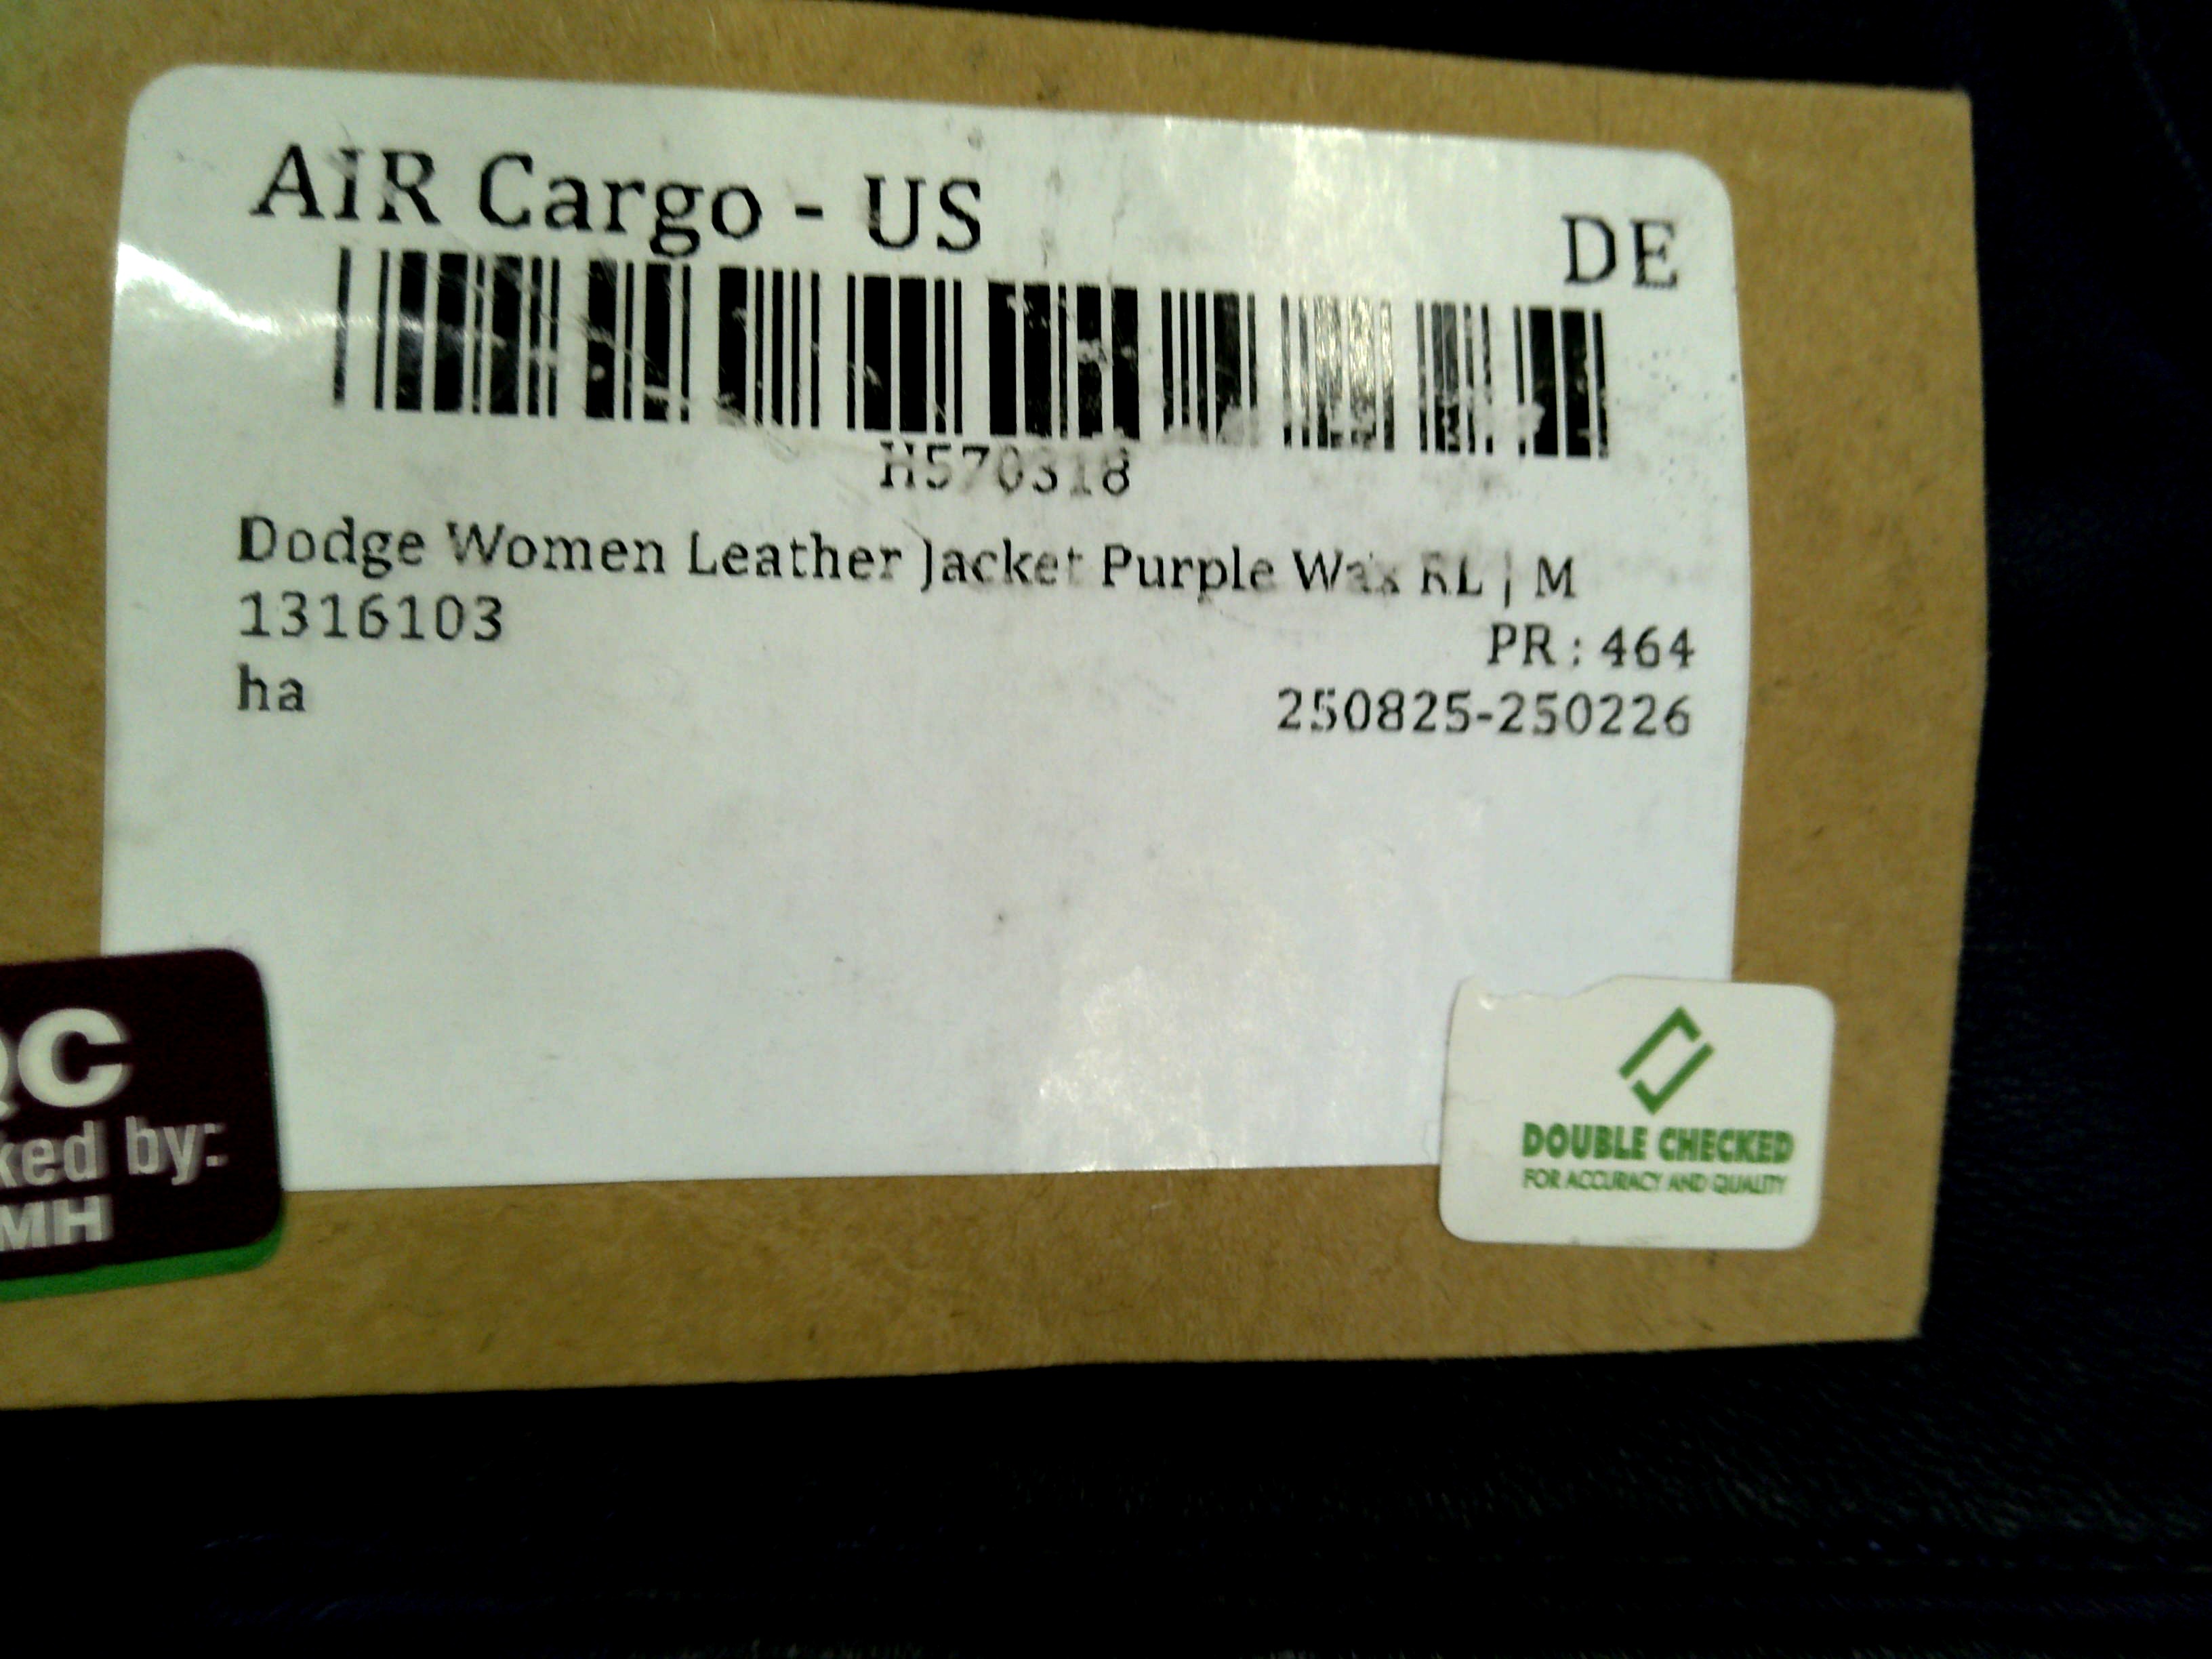 AIR Cargo - US
DE
H570318
Dodge Women Leather Jacket Purple Wax RL | M
1316103
PR : 464
ha
250825-250226
QC
ked by:
MH
DOUBLE CHECKED
FOR ACCURACY AND QUALITY